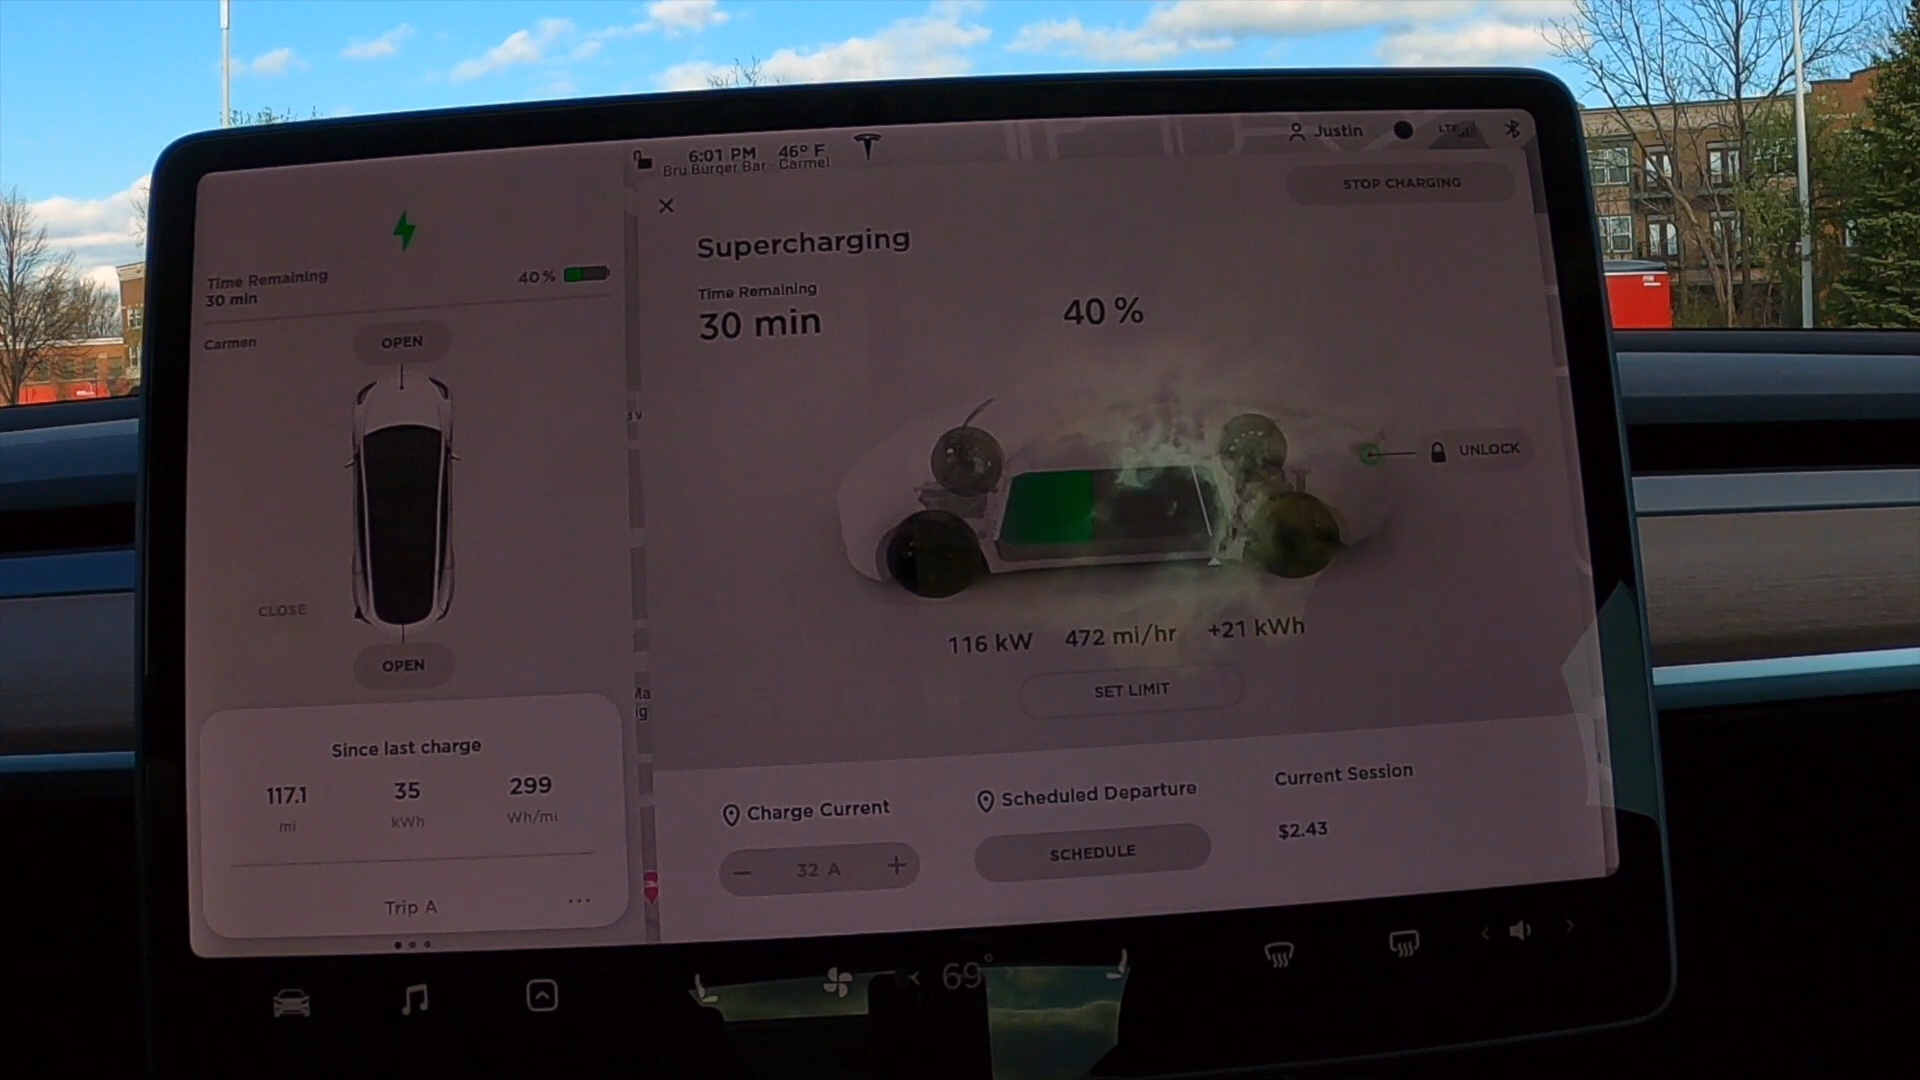 6:01 PM 46° F
Bru Burger Bar - Carmel
Justin
LTE
STOP CHARGING
Time Remaining
30 min
40 %
Carmen
OPEN
CLOSE
OPEN
Since last charge
117.1 35 299
mi kWh Wh/mi
Trip A
...
Supercharging
Time Remaining
30 min
40 %
UNLOCK
116 kW 472 mi/hr +21 kWh
SET LIMIT
Charge Current
− 32 A +
Scheduled Departure
SCHEDULE
Current Session
$2.43
< 69° >